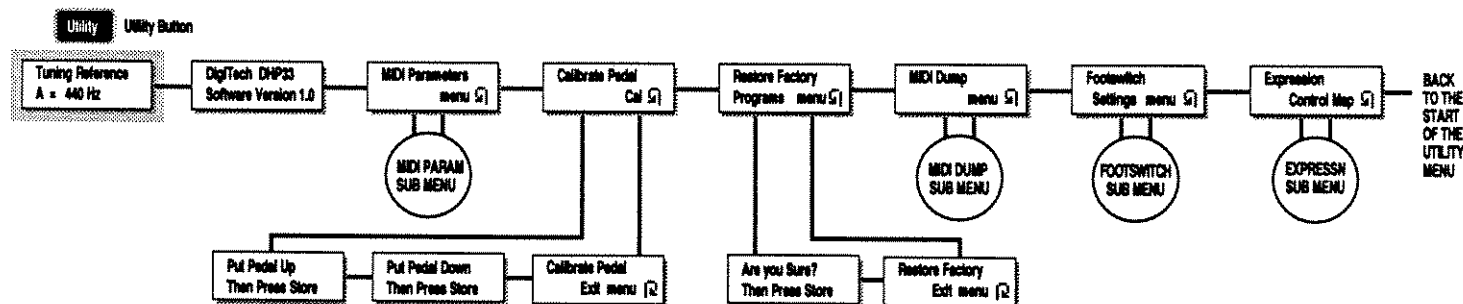 Utility Utility Button
Tuning Reference
A = 440 Hz
DigiTech DHP33
Software Version 1.0
MIDI Parameters
menu
Calibrate Pedal
Cal
Restore Factory
Programs menu
MIDI Dump
menu
Footswitch
Settings menu
Expression
Control Map
BACK
TO THE
START
OF THE
UTILITY
MENU
MIDI PARAM
SUB MENU
MIDI DUMP
SUB MENU
FOOTSWITCH
SUB MENU
EXPRESSN
SUB MENU
Put Pedal Up
Then Press Store
Put Pedal Down
Then Press Store
Calibrate Pedal
Exit menu
Are you Sure?
Then Press Store
Restore Factory
Exit menu